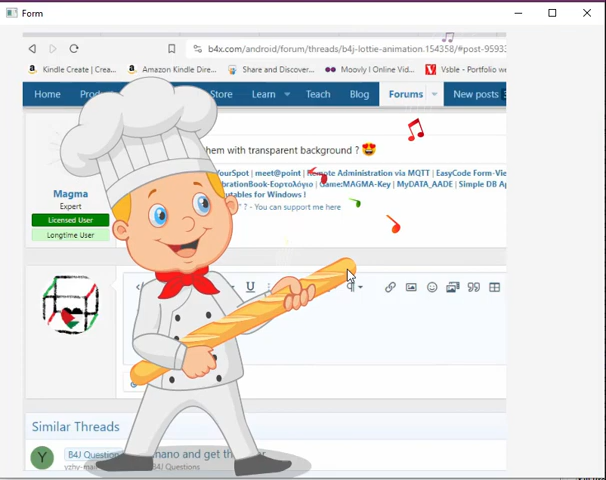 Form
b4x.com/android/forum/threads/b4j-lottie-animation.154358/#post-95933
Kindle Create | Crea...
Amazon Kindle Dire...
Share and Discover...
Moovly I Online Vid...
Vsble - Portfolio we
Home
Store
Learn
Teach
Blog
Forums
New posts
hem with transparent background ?
YourSpot | meet@point | Remote Administration via MQTT | EasyCode Form-Vie
brationBook-Εορτολόγιο | Game:MAGMA-Key | MyDATA_AADE | Simple DB Ap
utables for Windows !
" ? - You can support me here
Magma
Expert
Licensed User
Longtime User
U
Similar Threads
Y
B4J Question
and get the
B4J Questions